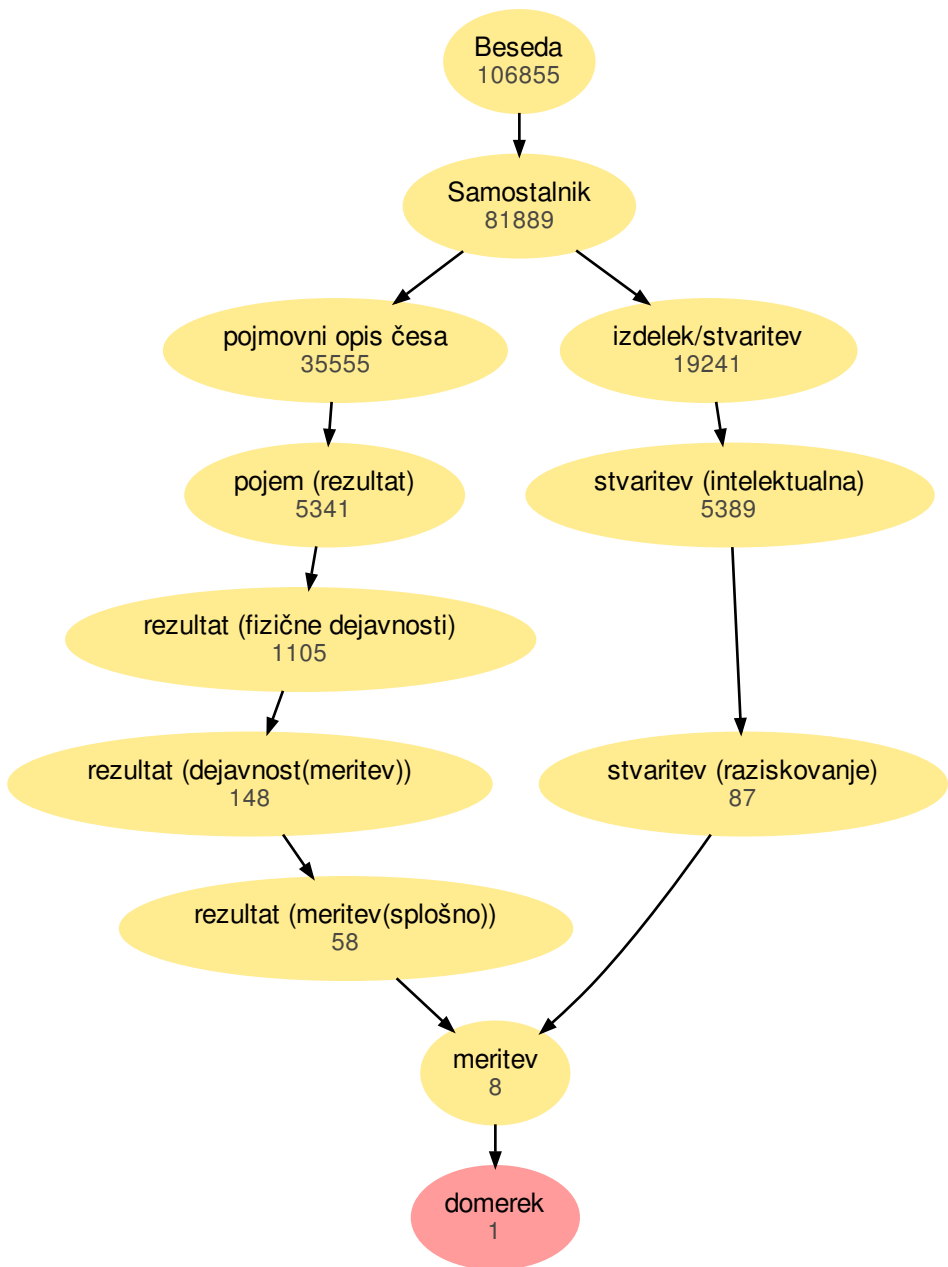 Beseda
106855
Samostalnik
81889
pojmovni opis česa
35555
izdelek/stvaritev
19241
pojem (rezultat)
5341
stvaritev (intelektualna)
5389
rezultat (fizične dejavnosti)
1105
rezultat (dejavnost(meritev))
148
stvaritev (raziskovanje)
87
rezultat (meritev(splošno))
58
meritev
8
domerek
1